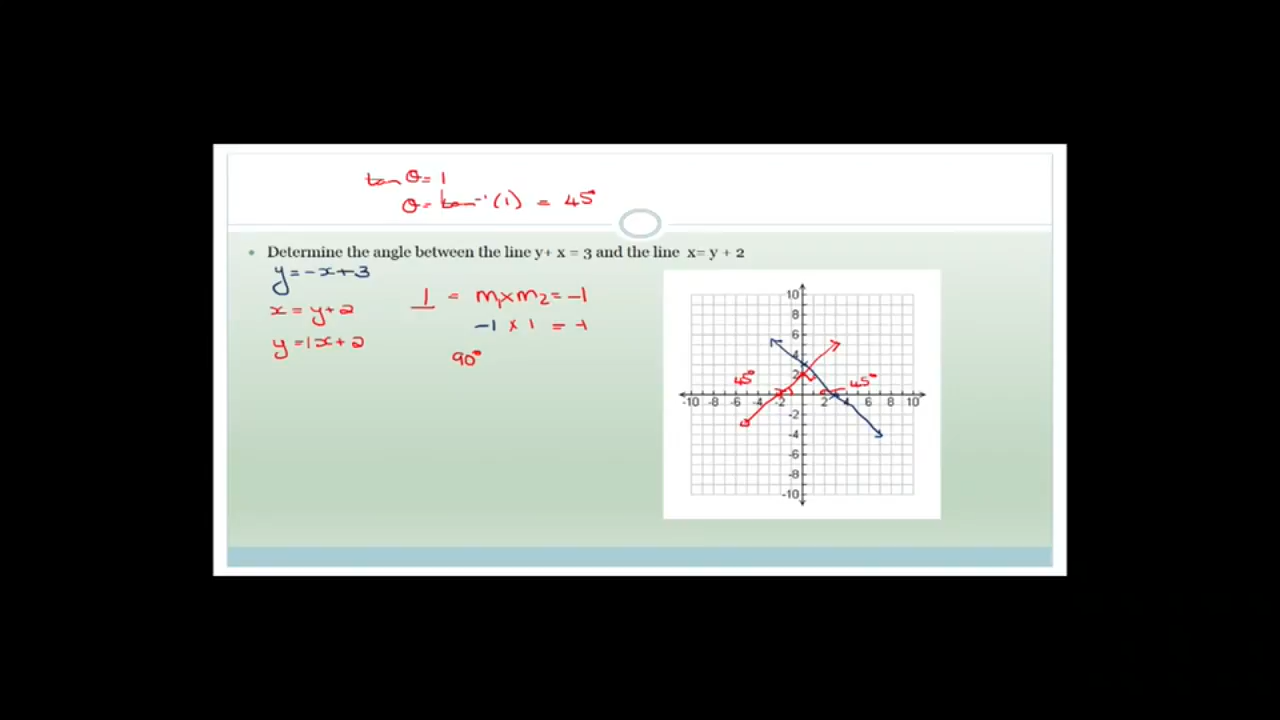 tan θ = 1
θ = tan⁻¹ (1) = 45°
• Determine the angle between the line y+ x = 3 and the line x= y + 2
y = -x+3
x = y+2
y = 1x+2
⊥ = m₁×m₂ = -1
-1 × 1 = -1
90°
10
8
6
4
45° 2 45°
-10 -8 -6 -4 -2 2 4 6 8 10
-2
-4
-6
-8
-10